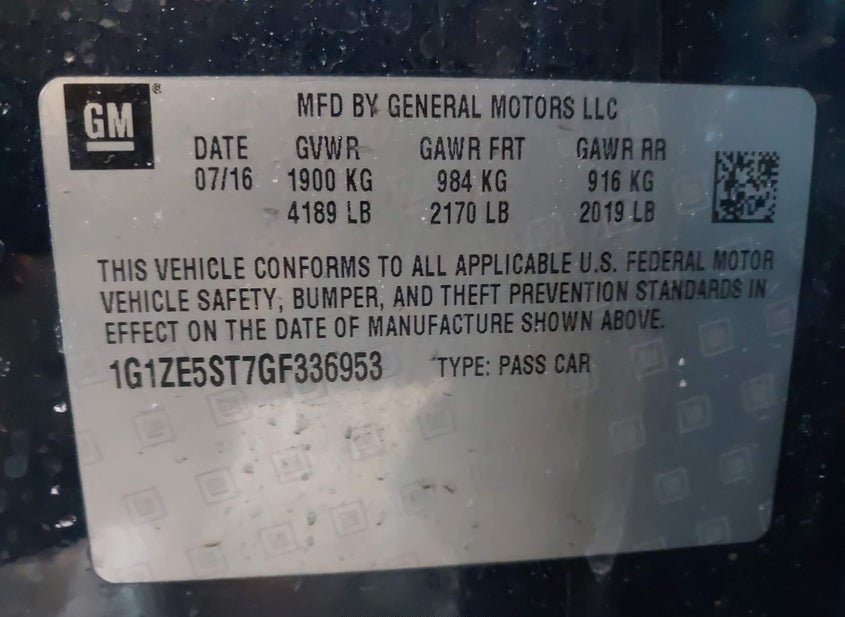 GM ®
MFD BY GENERAL MOTORS LLC
DATE GVWR GAWR FRT GAWR RR
07/16 1900 KG 984 KG 916 KG
4189 LB 2170 LB 2019 LB
THIS VEHICLE CONFORMS TO ALL APPLICABLE U.S. FEDERAL MOTOR
VEHICLE SAFETY, BUMPER, AND THEFT PREVENTION STANDARDS IN
EFFECT ON THE DATE OF MANUFACTURE SHOWN ABOVE.
1G1ZE5ST7GF336953 TYPE: PASS CAR